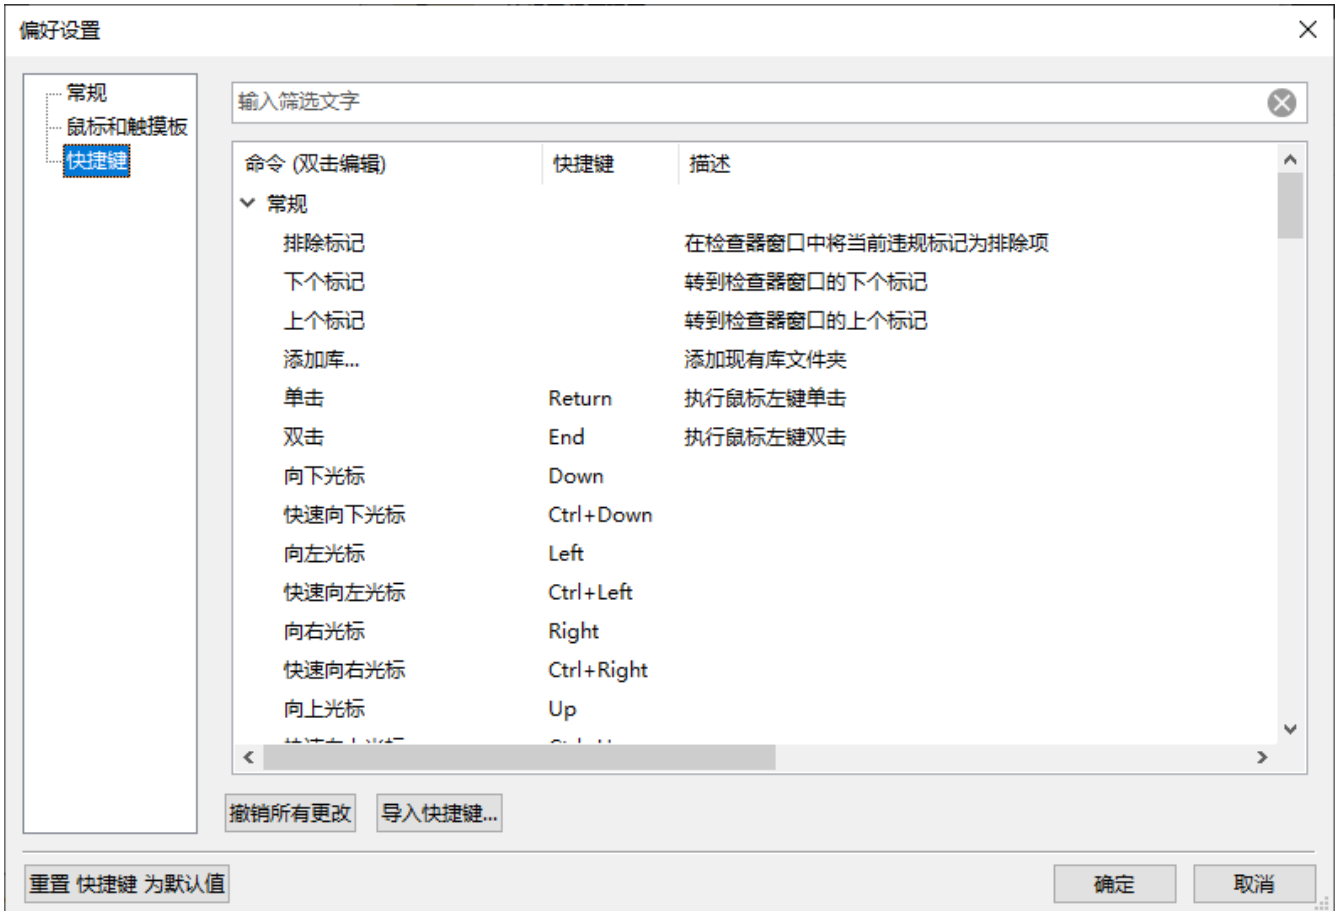 偏好设置
常规
鼠标和触摸板
快捷键
输入筛选文字
命令 (双击编辑) 快捷键 描述
常规
排除标记 在检查器窗口中将当前违规标记为排除项
下个标记 转到检查器窗口的下个标记
上个标记 转到检查器窗口的上个标记
添加库... 添加现有库文件夹
单击 Return 执行鼠标左键单击
双击 End 执行鼠标左键双击
向下光标 Down
快速向下光标 Ctrl+Down
向左光标 Left
快速向左光标 Ctrl+Left
向右光标 Right
快速向右光标 Ctrl+Right
向上光标 Up
撤销所有更改 导入快捷键...
重置 快捷键 为默认值 确定 取消